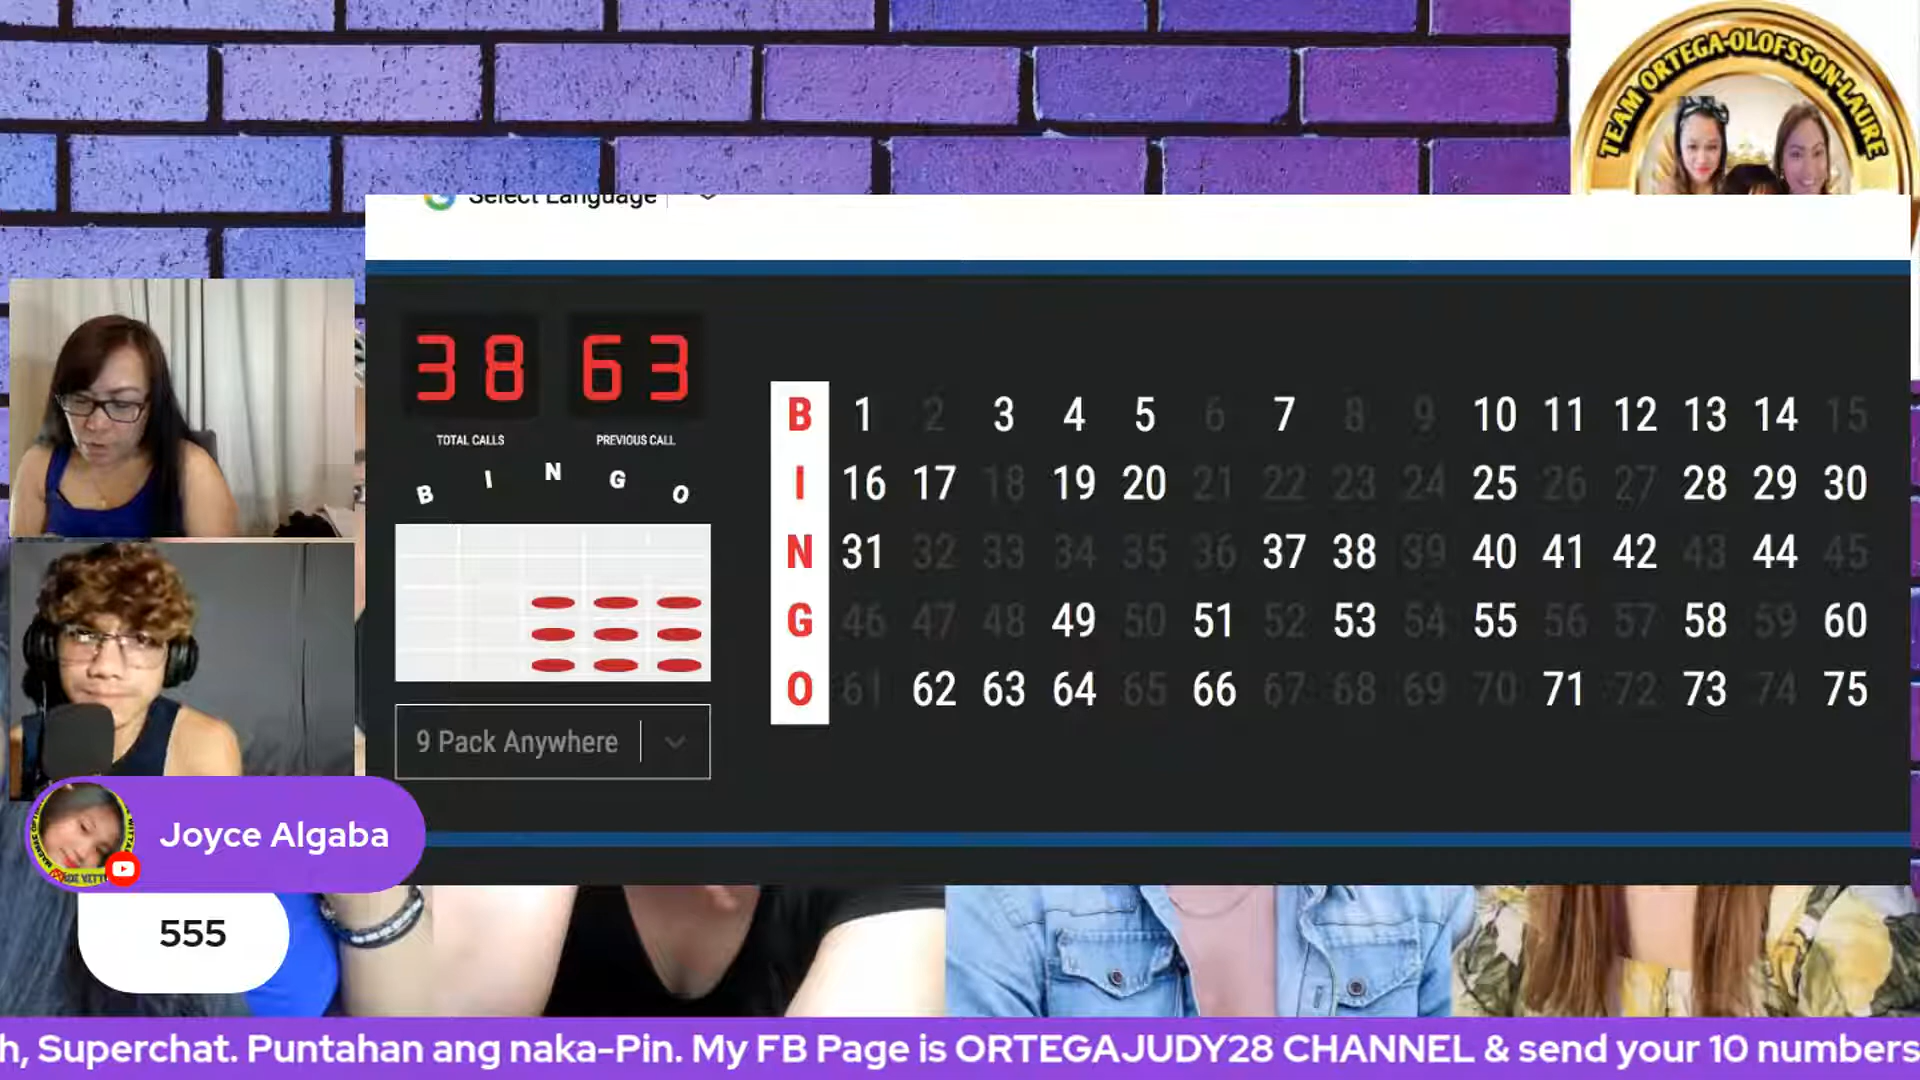 TEAM ORTEGA-OLOFSSON-LAURE
Select Language
38 63
TOTAL CALLS PREVIOUS CALL
B I N G O
9 Pack Anywhere
B 1 2 3 4 5 6 7 8 9 10 11 12 13 14 15
I 16 17 18 19 20 21 22 23 24 25 26 27 28 29 30
N 31 32 33 34 35 36 37 38 39 40 41 42 43 44 45
G 46 47 48 49 50 51 52 53 54 55 56 57 58 59 60
O 61 62 63 64 65 66 67 68 69 70 71 72 73 74 75
Joyce Algaba
555
h, Superchat. Puntahan ang naka-Pin. My FB Page is ORTEGAJUDY28 CHANNEL & send your 10 numbers